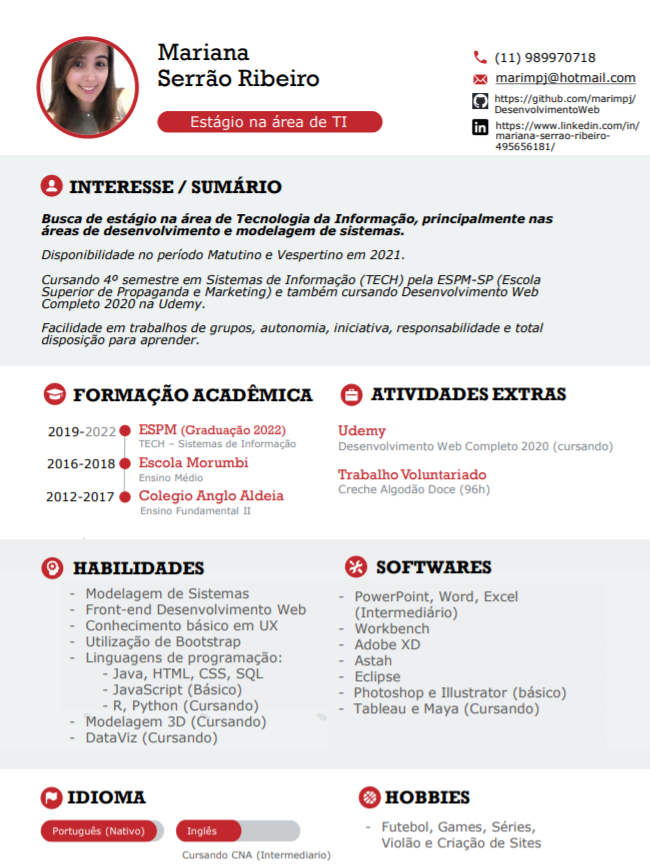 Mariana
Serrão Ribeiro
Estágio na área de TI
(11) 989970718
marimpj@hotmail.com
https://github.com/marimpj/
DesenvolvimentoWeb
https://www.linkedin.com/in/
mariana-serrao-ribeiro-
495656181/
INTERESSE / SUMÁRIO
Busca de estágio na área de Tecnologia da Informação, principalmente nas
áreas de desenvolvimento e modelagem de sistemas.
Disponibilidade no período Matutino e Vespertino em 2021.
Cursando 4º semestre em Sistemas de Informação (TECH) pela ESPM-SP (Escola
Superior de Propaganda e Marketing) e também cursando Desenvolvimento Web
Completo 2020 na Udemy.
Facilidade em trabalhos de grupos, autonomia, iniciativa, responsabilidade e total
disposição para aprender.
FORMAÇÃO ACADÊMICA
2019-2022 ESPM (Graduação 2022)
TECH – Sistemas de Informação
2016-2018 Escola Morumbi
Ensino Médio
2012-2017 Colegio Anglo Aldeia
Ensino Fundamental II
ATIVIDADES EXTRAS
Udemy
Desenvolvimento Web Completo 2020 (cursando)
Trabalho Voluntariado
Creche Algodão Doce (96h)
HABILIDADES
- Modelagem de Sistemas
- Front-end Desenvolvimento Web
- Conhecimento básico em UX
- Utilização de Bootstrap
- Linguagens de programação:
- Java, HTML, CSS, SQL
- JavaScript (Básico)
- R, Python (Cursando)
- Modelagem 3D (Cursando)
- DataViz (Cursando)
SOFTWARES
- PowerPoint, Word, Excel
(Intermediário)
- Workbench
- Adobe XD
- Astah
- Eclipse
- Photoshop e Illustrator (básico)
- Tableau e Maya (Cursando)
IDIOMA
Português (Nativo)
Inglês
Cursando CNA (Intermediario)
HOBBIES
- Futebol, Games, Séries,
Violão e Criação de Sites